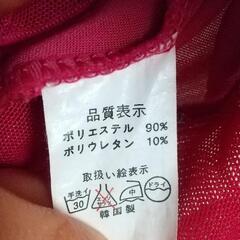 品質表示
ポリエステル 90%
ポリウレタン 10%
取扱い絵表示
手洗イ 30 中 ドライ
韓国製